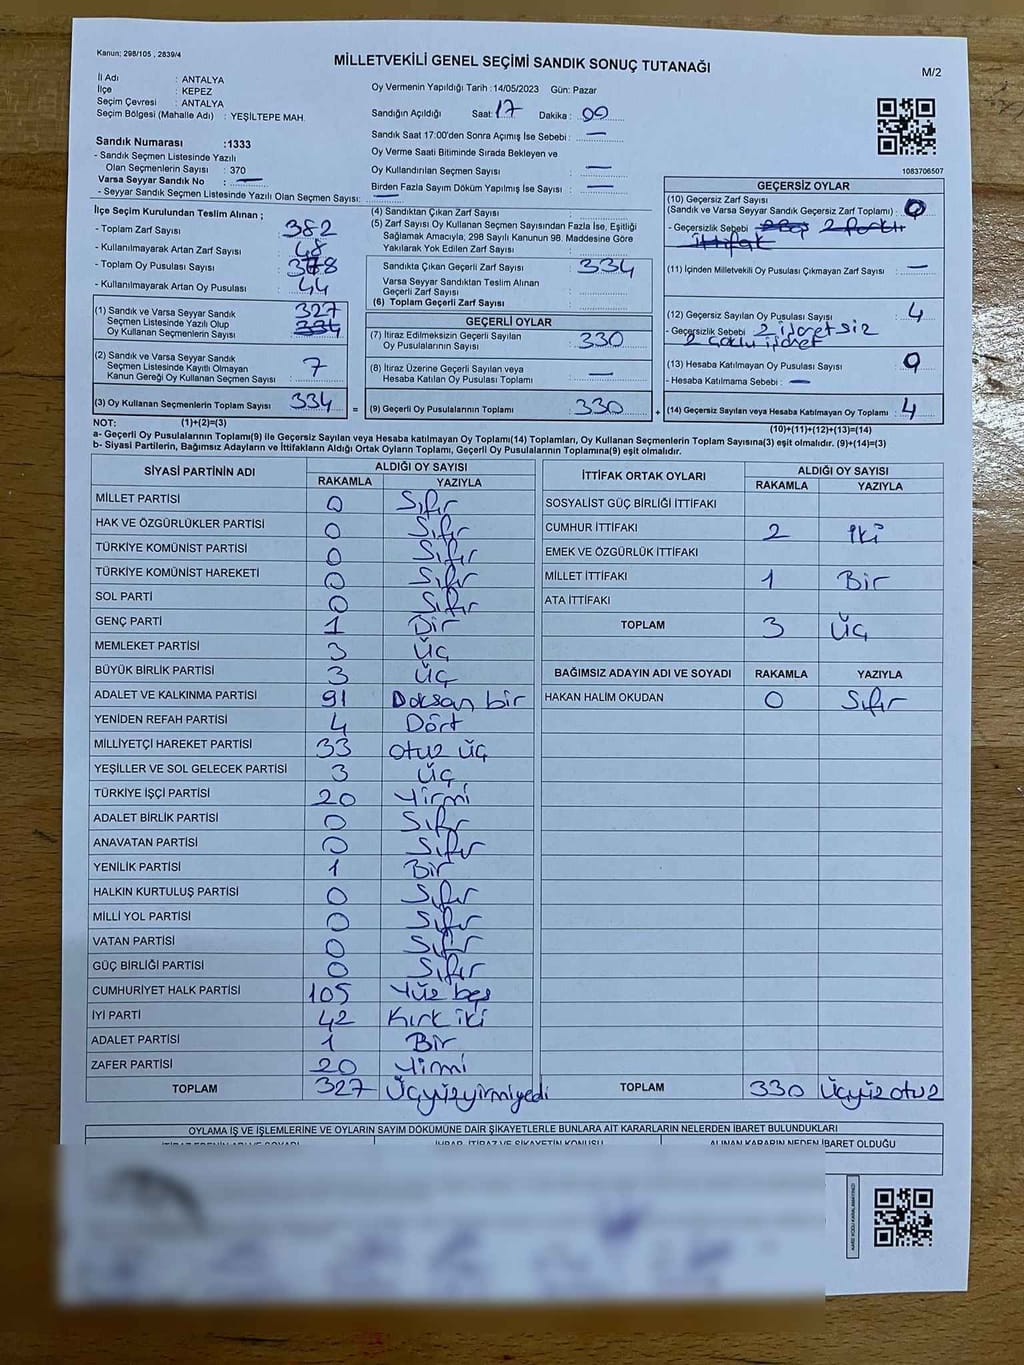 Kanun: 298/105 , 2839/4
MİLLETVEKİLİ GENEL SEÇİMİ SANDIK SONUÇ TUTANAĞI
M/2
İl Adı : ANTALYA
İlçe : KEPEZ
Seçim Çevresi : ANTALYA
Seçim Bölgesi (Mahalle Adı) : YEŞİLTEPE MAH.
Oy Vermenin Yapıldığı Tarih : 14/05/2023 Gün: Pazar
Sandığın Açıldığı Saat: 17 Dakika : 00
Sandık Saat 17:00'den Sonra Açımış İse Sebebi : —
Oy Verme Saati Bitiminde Sırada Bekleyen ve
Oy Kullandırılan Seçmen Sayısı : —
Birden Fazla Sayım Döküm Yapılmış İse Sayısı : —
Sandık Numarası :1333
- Sandık Seçmen Listesinde Yazılı
Olan Seçmenlerin Sayısı : 370
Varsa Seyyar Sandık No : —
- Seyyar Sandık Seçmen Listesinde Yazılı Olan Seçmen Sayısı: —
1083706507
İlçe Seçim Kurulundan Teslim Alınan ;
- Toplam Zarf Sayısı : 382
- Kullanılmayarak Artan Zarf Sayısı : 48
- Toplam Oy Pusulası Sayısı : 378
- Kullanılmayarak Artan Oy Pusulası : 44
(1) Sandık ve Varsa Seyyar Sandık
Seçmen Listesinde Yazılı Olup
Oy Kullanan Seçmenlerin Sayısı : 327
334
(2) Sandık ve Varsa Seyyar Sandık
Seçmen Listesinde Kayıtlı Olmayan
Kanun Gereği Oy Kullanan Seçmen Sayısı : 7
(3) Oy Kullanan Seçmenlerin Toplam Sayısı : 334
(4) Sandıktan Çıkan Zarf Sayısı :
(5) Zarf Sayısı Oy Kullanan Seçmen Sayısından Fazla İse, Eşitliği
Sağlamak Amacıyla, 298 Sayılı Kanunun 98. Maddesine Göre
Yakılarak Yok Edilen Zarf Sayısı :
Sandıkta Çıkan Geçerli Zarf Sayısı : 334
Varsa Seyyar Sandıktan Teslim Alınan
Geçerli Zarf Sayısı :
(6) Toplam Geçerli Zarf Sayısı :
GEÇERLİ OYLAR
(7) İtiraz Edilmeksizin Geçerli Sayılan
Oy Pusulalarının Sayısı : 330
(8) İtiraz Üzerine Geçerli Sayılan veya
Hesaba Katılan Oy Pusulası Toplamı : —
= (9) Geçerli Oy Pusulalarının Toplamı : 330 +
GEÇERSİZ OYLAR
(10) Geçersiz Zarf Sayısı
(Sandık ve Varsa Seyyar Sandık Geçersiz Zarf Toplamı) : 0
- Geçersizlik Sebebi : 2 Partili
ittifak
(11) İçinden Milletvekili Oy Pusulası Çıkmayan Zarf Sayısı : —
(12) Geçersiz Sayılan Oy Pusulası Sayısı : 4
- Geçersizlik Sebebi : 2 işaretsiz
2 Çoklu işaret
(13) Hesaba Katılmayan Oy Pusulası Sayısı : 0
- Hesaba Katılmama Sebebi : —
(14) Geçersiz Sayılan veya Hesaba Katılmayan Oy Toplamı : 4
NOT: (1)+(2)=(3)
(10)+(11)+(12)+(13)=(14)
a- Geçerli Oy Pusulalarının Toplamı(9) ile Geçersiz Sayılan veya Hesaba katılmayan Oy Toplamı(14) Toplamları, Oy Kullanan Seçmenlerin Toplam Sayısına(3) eşit olmalıdır. (9)+(14)=(3)
b- Siyasi Partilerin, Bağımsız Adayların ve İttifakların Aldığı Oyların Toplamı, Geçerli Oy Pusulalarının Toplamına(9) eşit olmalıdır.
SİYASİ PARTİNİN ADI ALDIĞI OY SAYISI
RAKAMLA YAZIYLA
MİLLET PARTİSİ 0 Sıfır
HAK VE ÖZGÜRLÜKLER PARTİSİ 0 Sıfır
TÜRKİYE KOMÜNİST PARTİSİ 0 Sıfır
TÜRKİYE KOMÜNİST HAREKETİ 0 Sıfır
SOL PARTİ 0 Sıfır
GENÇ PARTİ 1 Bir
MEMLEKET PARTİSİ 3 Üç
BÜYÜK BİRLİK PARTİSİ 3 Üç
ADALET VE KALKINMA PARTİSİ 91 Doksan bir
YENİDEN REFAH PARTİSİ 4 Dört
MİLLİYETÇİ HAREKET PARTİSİ 33 otuz üç
YEŞİLLER VE SOL GELECEK PARTİSİ 3 Üç
TÜRKİYE İŞÇİ PARTİSİ 20 Yirmi
ADALET BİRLİK PARTİSİ 0 Sıfır
ANAVATAN PARTİSİ 0 Sıfır
YENİLİK PARTİSİ 1 Bir
HALKIN KURTULUŞ PARTİSİ 0 Sıfır
MİLLİ YOL PARTİSİ 0 Sıfır
VATAN PARTİSİ 0 Sıfır
GÜÇ BİRLİĞİ PARTİSİ 0 Sıfır
CUMHURİYET HALK PARTİSİ 105 Yüz beş
İYİ PARTİ 42 Kırk iki
ADALET PARTİSİ 1 Bir
ZAFER PARTİSİ 20 Yirmi
TOPLAM 327 Üçyüzyirmiyedi
İTTİFAK ORTAK OYLARI ALDIĞI OY SAYISI
RAKAMLA YAZIYLA
SOSYALİST GÜÇ BİRLİĞİ İTTİFAKI
CUMHUR İTTİFAKI 2 İki
EMEK VE ÖZGÜRLÜK İTTİFAKI
MİLLET İTTİFAKI 1 Bir
ATA İTTİFAKI
TOPLAM 3 Üç
BAĞIMSIZ ADAYIN ADI VE SOYADI RAKAMLA YAZIYLA
HAKAN HALİM OKUDAN 0 Sıfır
TOPLAM 330 Üçyüz otuz
OYLAMA İŞ VE İŞLEMLERİNE VE OYLARIN SAYIM DÖKÜMÜNE DAİR ŞİKAYETLERLE BUNLARA AİT KARARLARIN NELERDEN İBARET BULUNDUKLARI
İTİRAZ EDENİN ADI VE SOYADI İHBAR, İTİRAZ VE ŞİKAYETİN KONUSU ALINAN KARARIN NEDEN İBARET OLDUĞU